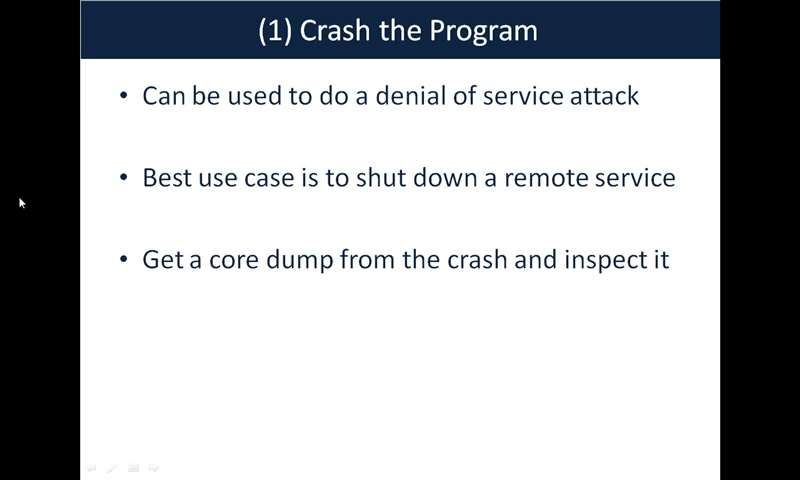 (1) Crash the Program
• Can be used to do a denial of service attack
• Best use case is to shut down a remote service
• Get a core dump from the crash and inspect it